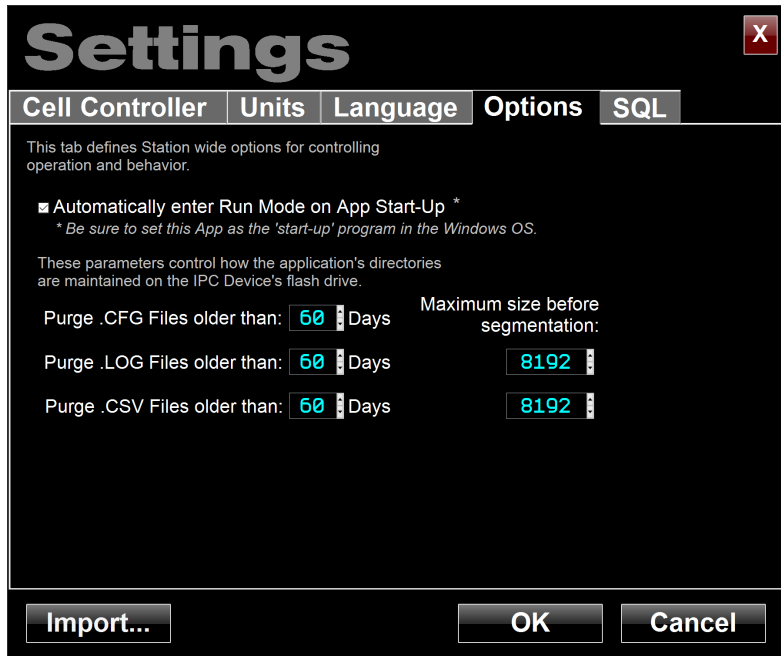 Settings
X
Cell Controller Units Language Options SQL
This tab defines Station wide options for controlling
operation and behavior.
Automatically enter Run Mode on App Start-Up *
* Be sure to set this App as the 'start-up' program in the Windows OS.
These parameters control how the application's directories
are maintained on the IPC Device's flash drive.
Maximum size before
segmentation:
Purge .CFG Files older than: 60 Days
Purge .LOG Files older than: 60 Days 8192
Purge .CSV Files older than: 60 Days 8192
Import... OK Cancel